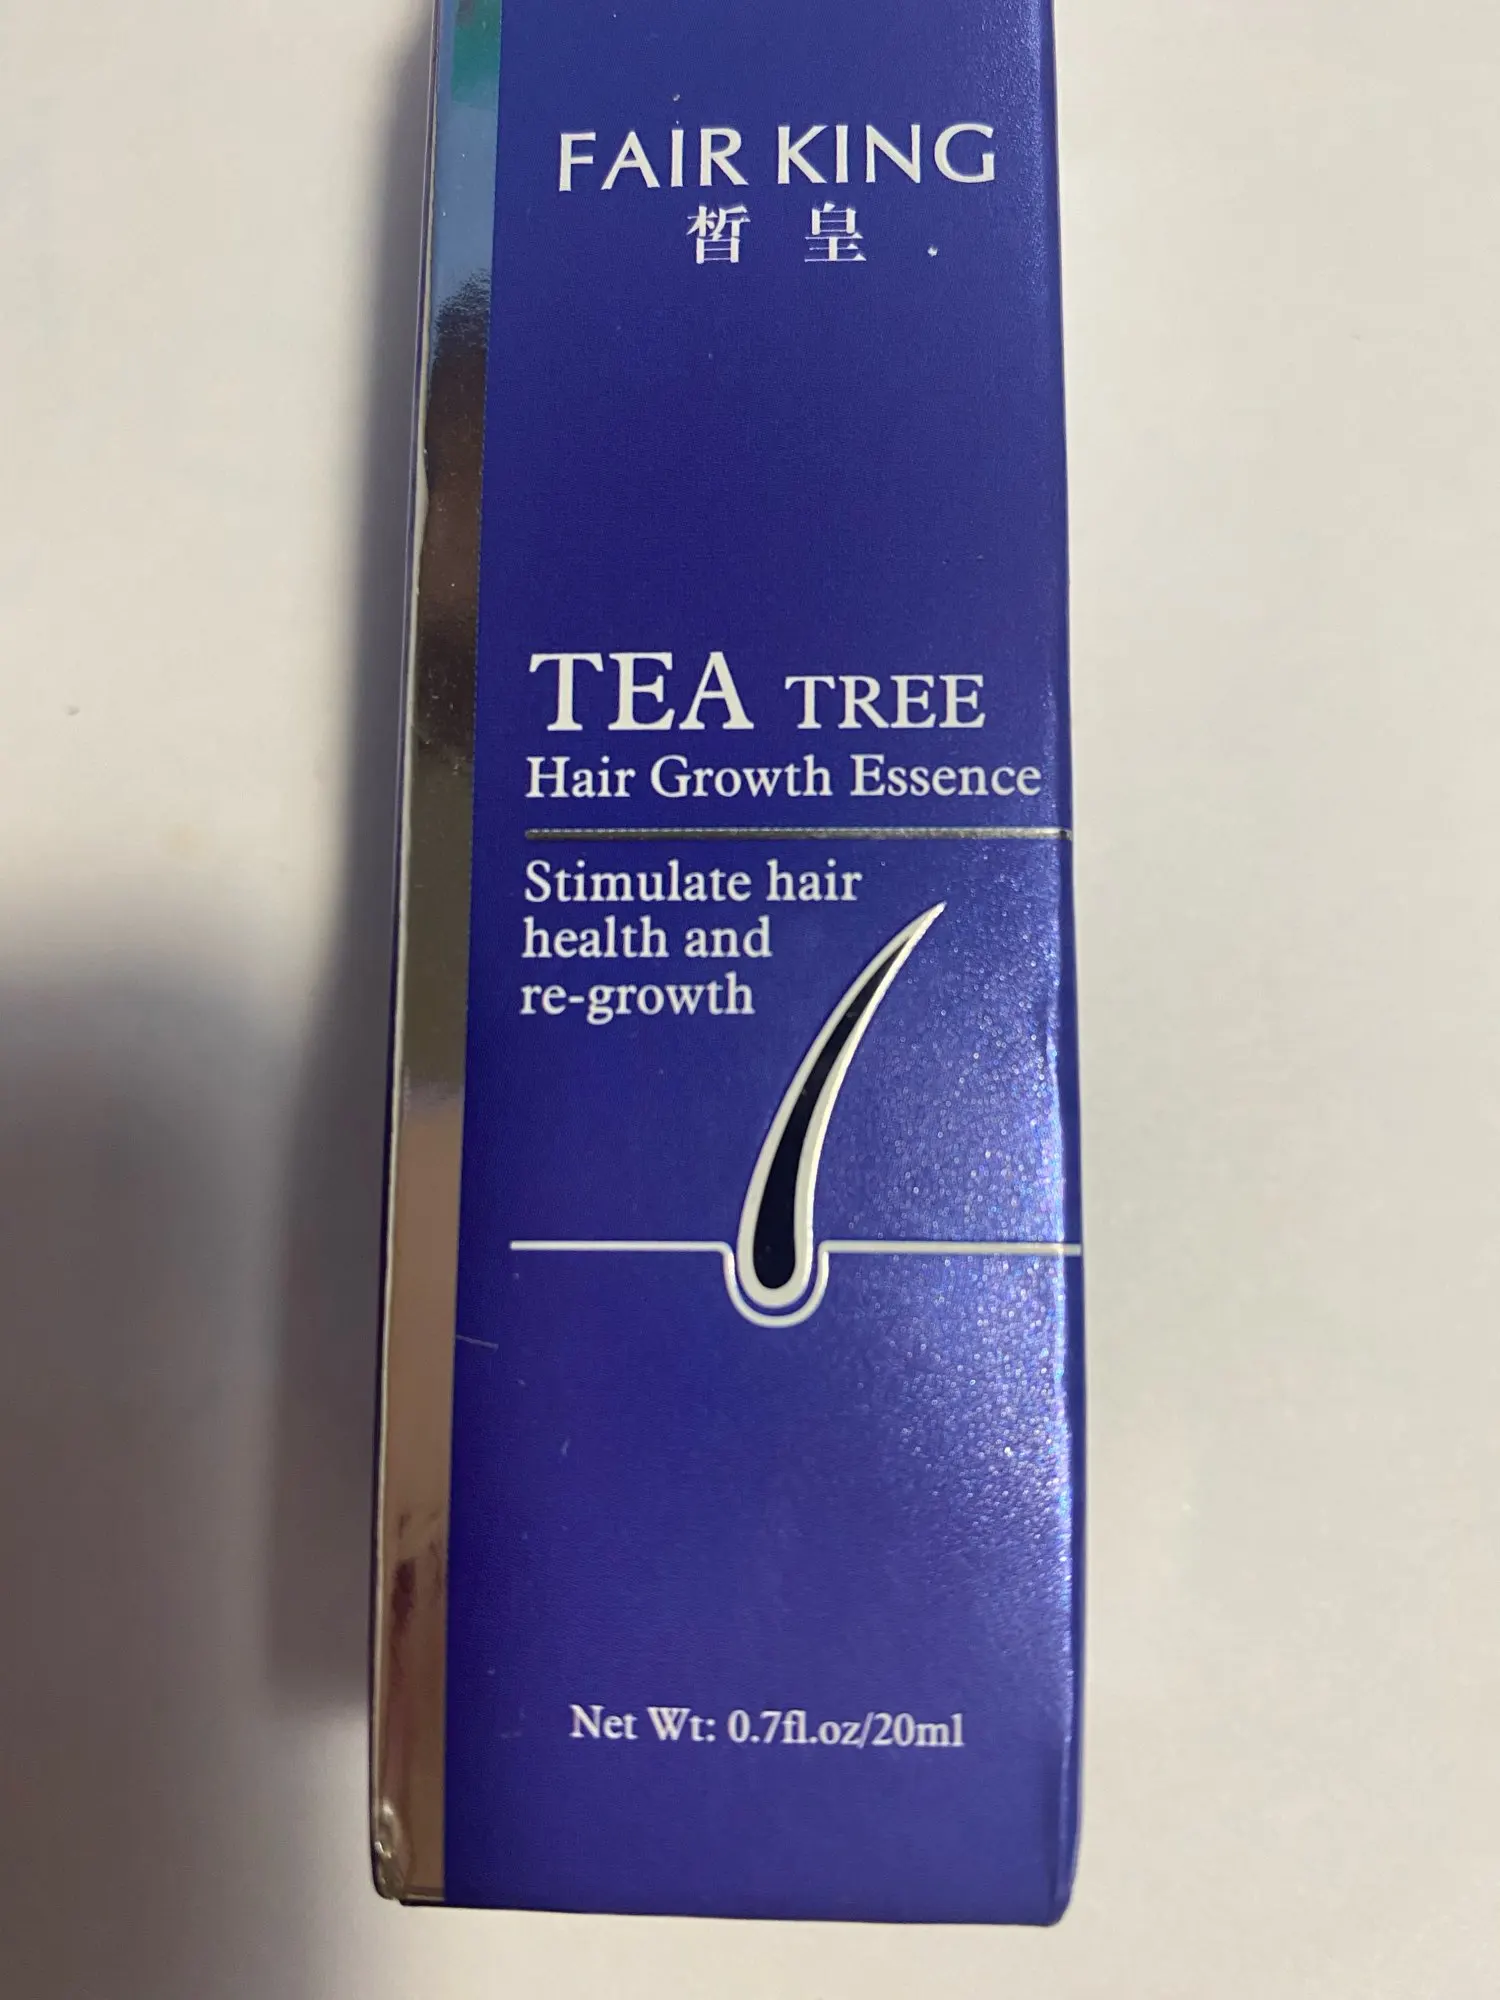 FAIR KING
皙皇
TEA TREE
Hair Growth Essence
Stimulate hair
health and
re-growth
Net Wt: 0.7fl.oz/20ml